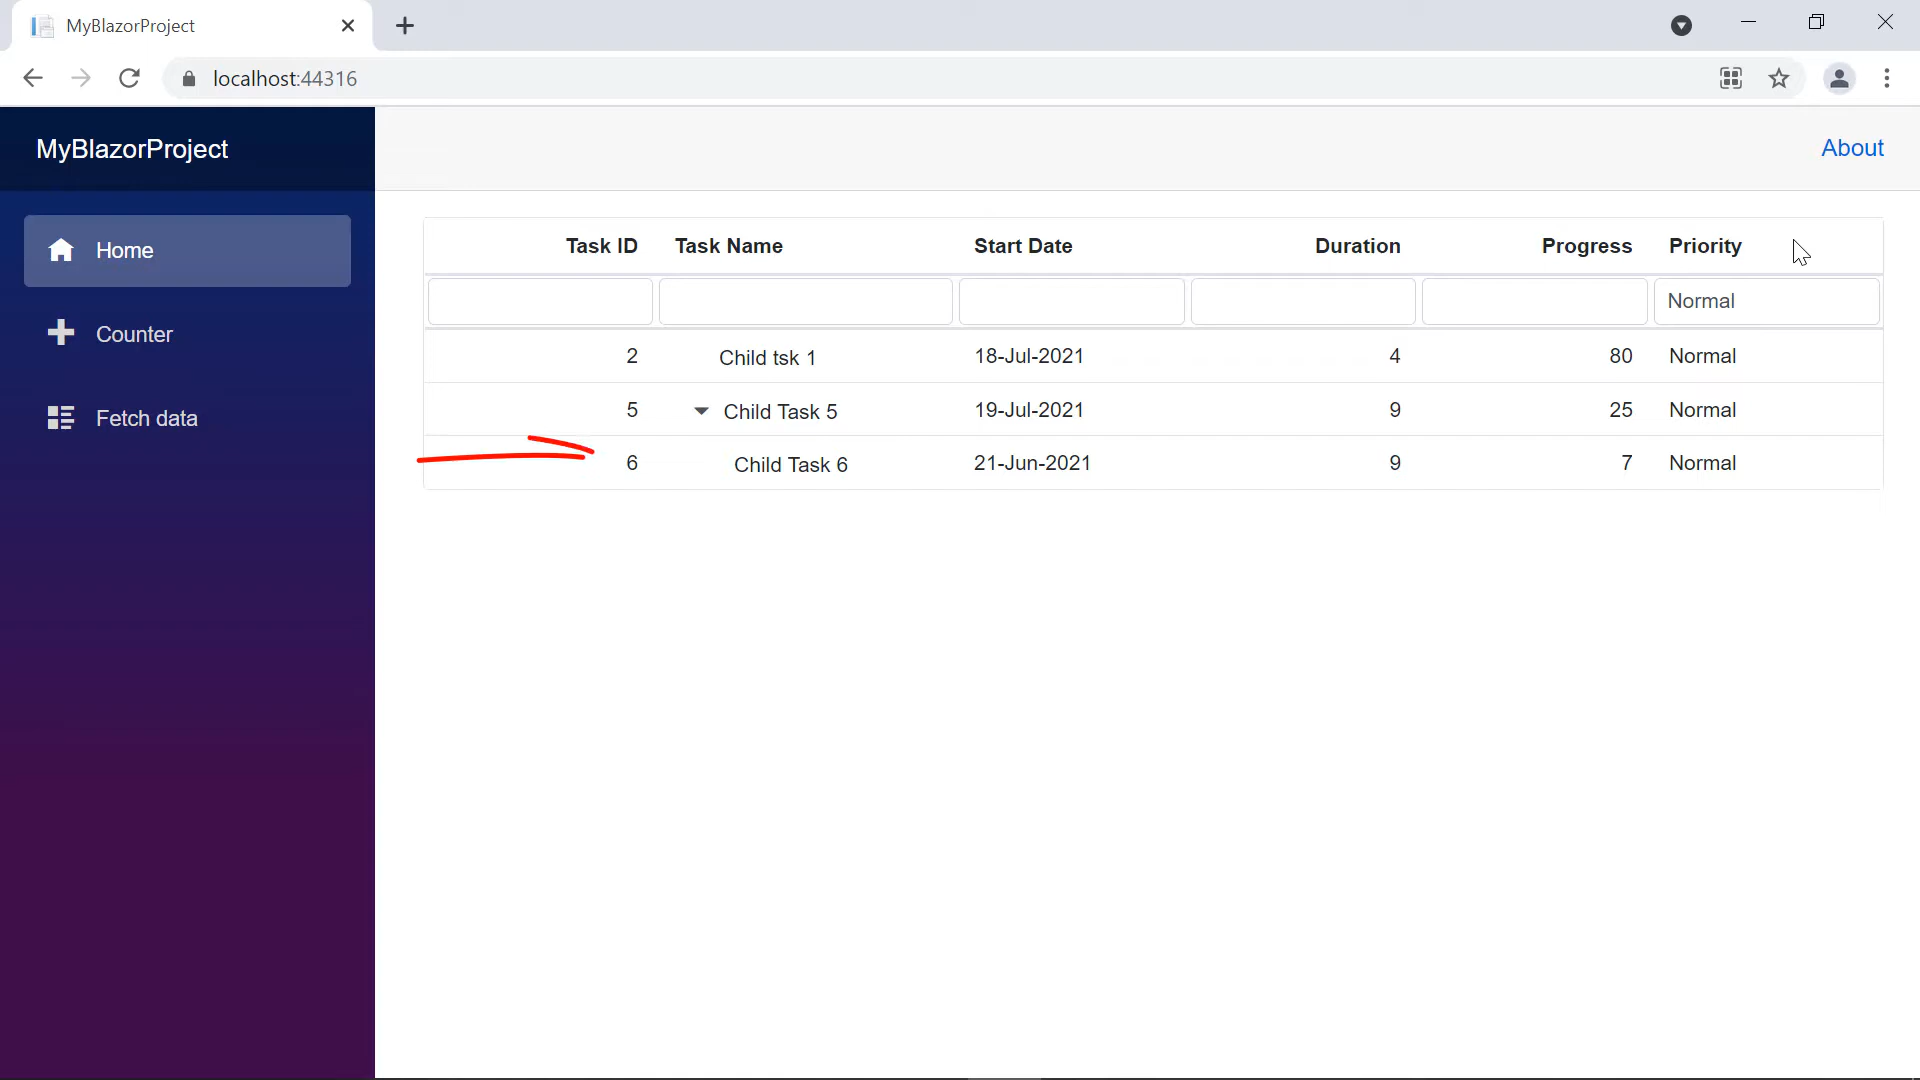 MyBlazorProject
localhost:44316
MyBlazorProject
About
Home
Counter
Fetch data
Task ID Task Name Start Date Duration Progress Priority
Normal
2 Child tsk 1 18-Jul-2021 4 80 Normal
5 Child Task 5 19-Jul-2021 9 25 Normal
6 Child Task 6 21-Jun-2021 9 7 Normal